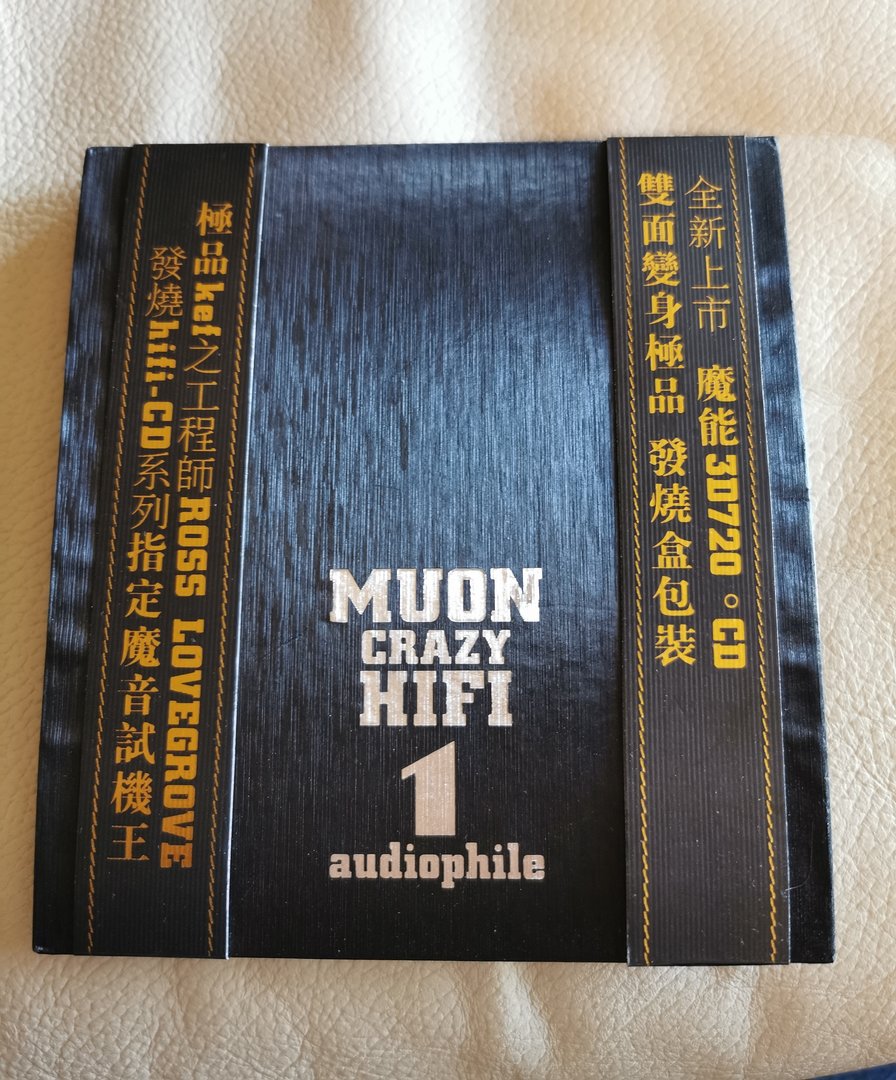 全新上市 魔能3D720。CD
雙面變身極品 發燒盒包裝
MUON
CRAZY
HIFI
1
audiophile
極品kef之工程師ROSS LOVEGROVE
發燒hifi-CD系列指定魔音試機王